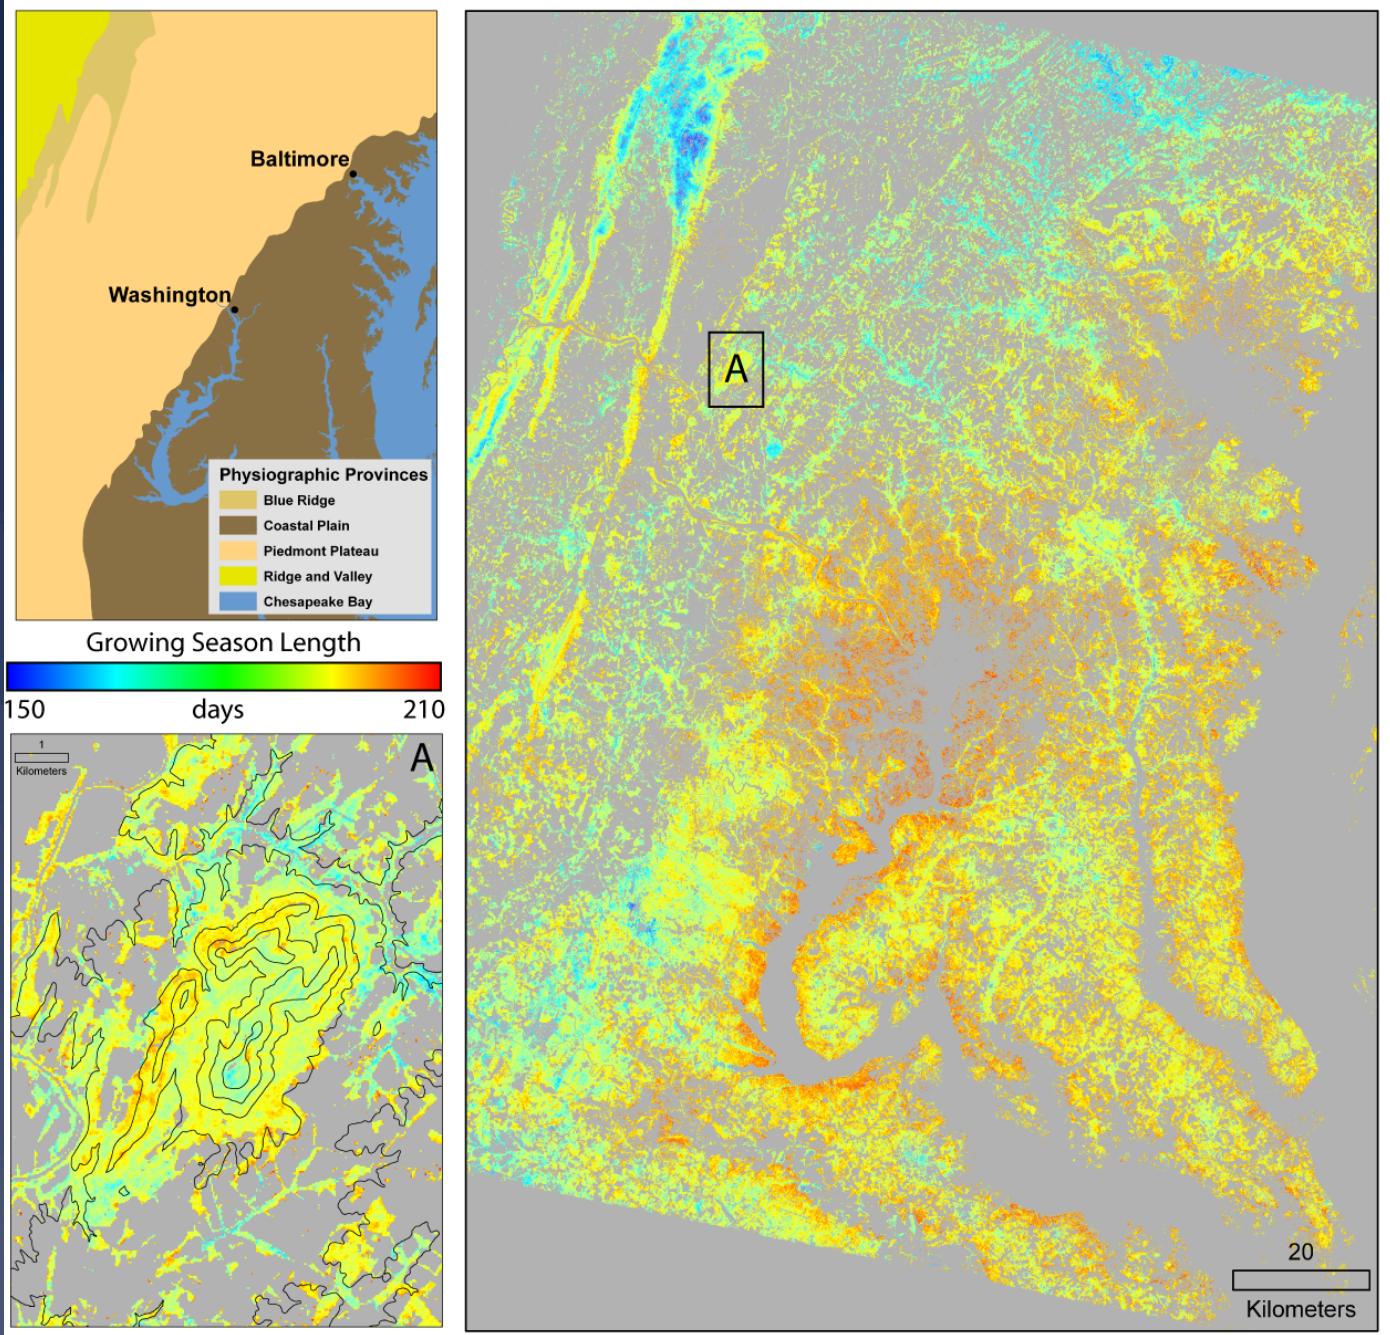 Baltimore
Washington
Physiographic Provinces
Blue Ridge
Coastal Plain
Piedmont Plateau
Ridge and Valley
Chesapeake Bay
Growing Season Length
150 days 210
1
Kilometers
A
A
20
Kilometers